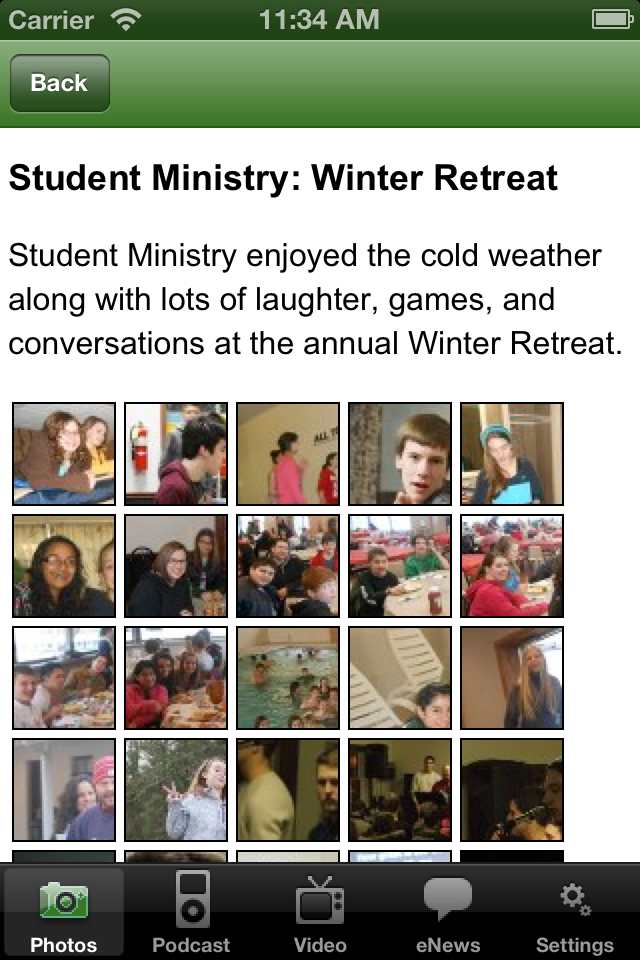 Carrier 11:34 AM
Back
Student Ministry: Winter Retreat
Student Ministry enjoyed the cold weather
along with lots of laughter, games, and
conversations at the annual Winter Retreat.
Photos Podcast Video eNews Settings